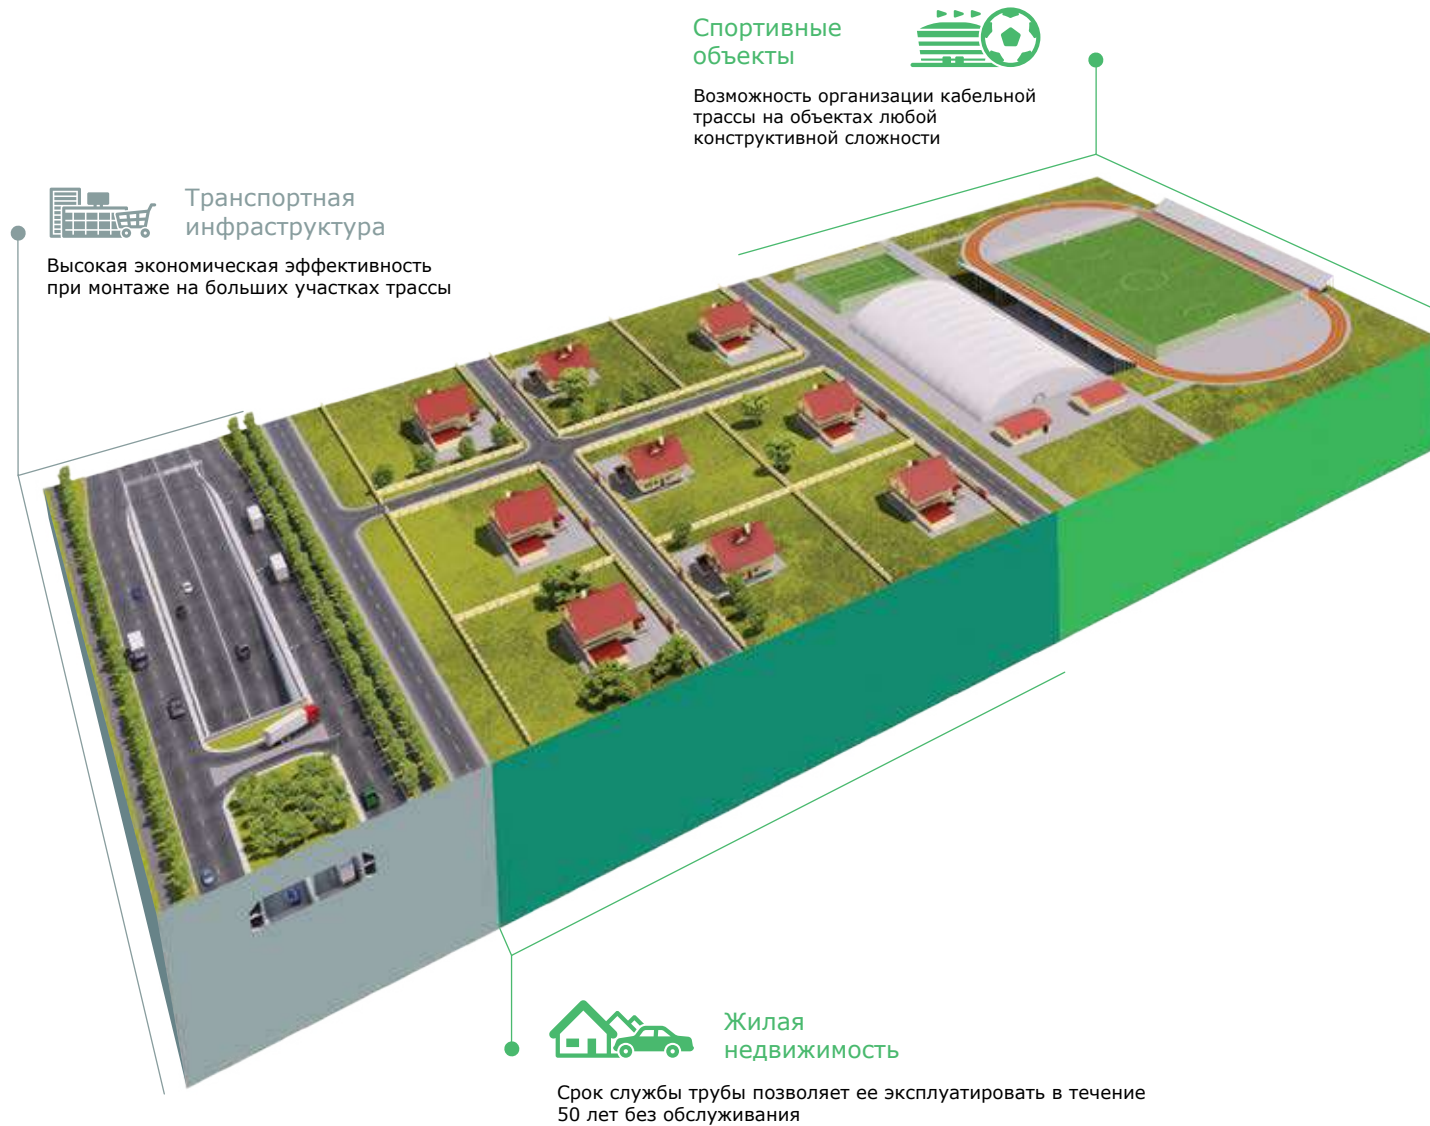 Спортивные
объекты
Возможность организации кабельной
трассы на объектах любой
конструктивной сложности
Транспортная
инфраструктура
Высокая экономическая эффективность
при монтаже на больших участках трассы
Жилая
недвижимость
Срок службы трубы позволяет ее эксплуатировать в течение
50 лет без обслуживания